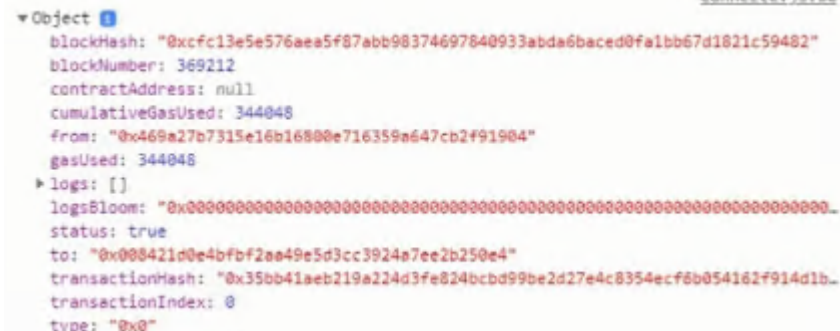 Object
blockHash: "0xcfc13e5e576aea5f87abb98374697840933abda6baced0fa1bb67d1821c59482"
blockNumber: 369212
contractAddress: null
cumulativeGasUsed: 344048
from: "0x469a27b7315e16b16800e716359a647cb2f91904"
gasUsed: 344048
logs: []
logsBloom: "0x00000000000000000000000000000000000000000000000000000000000000000…
status: true
to: "0x008421d0e4bfbf2aa49e5d3cc3924a7ee2b250e4"
transactionHash: "0x35bb41aeb219a224d3fe824bcbd99be2d27e4c8354ecf6b054162f914d1b…
transactionIndex: 0
type: "0x0"